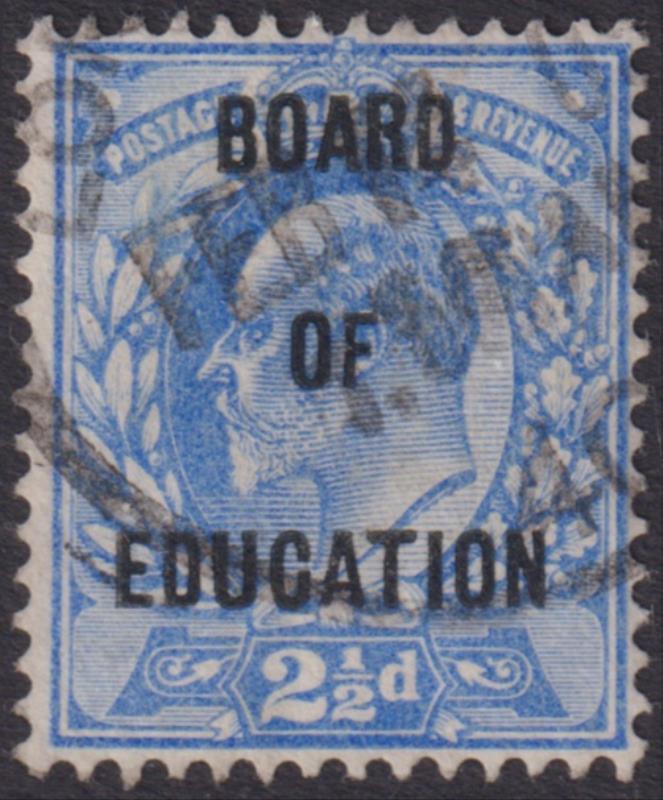 POSTAGE REVENUE
BOARD
OF
EDUCATION
2½d